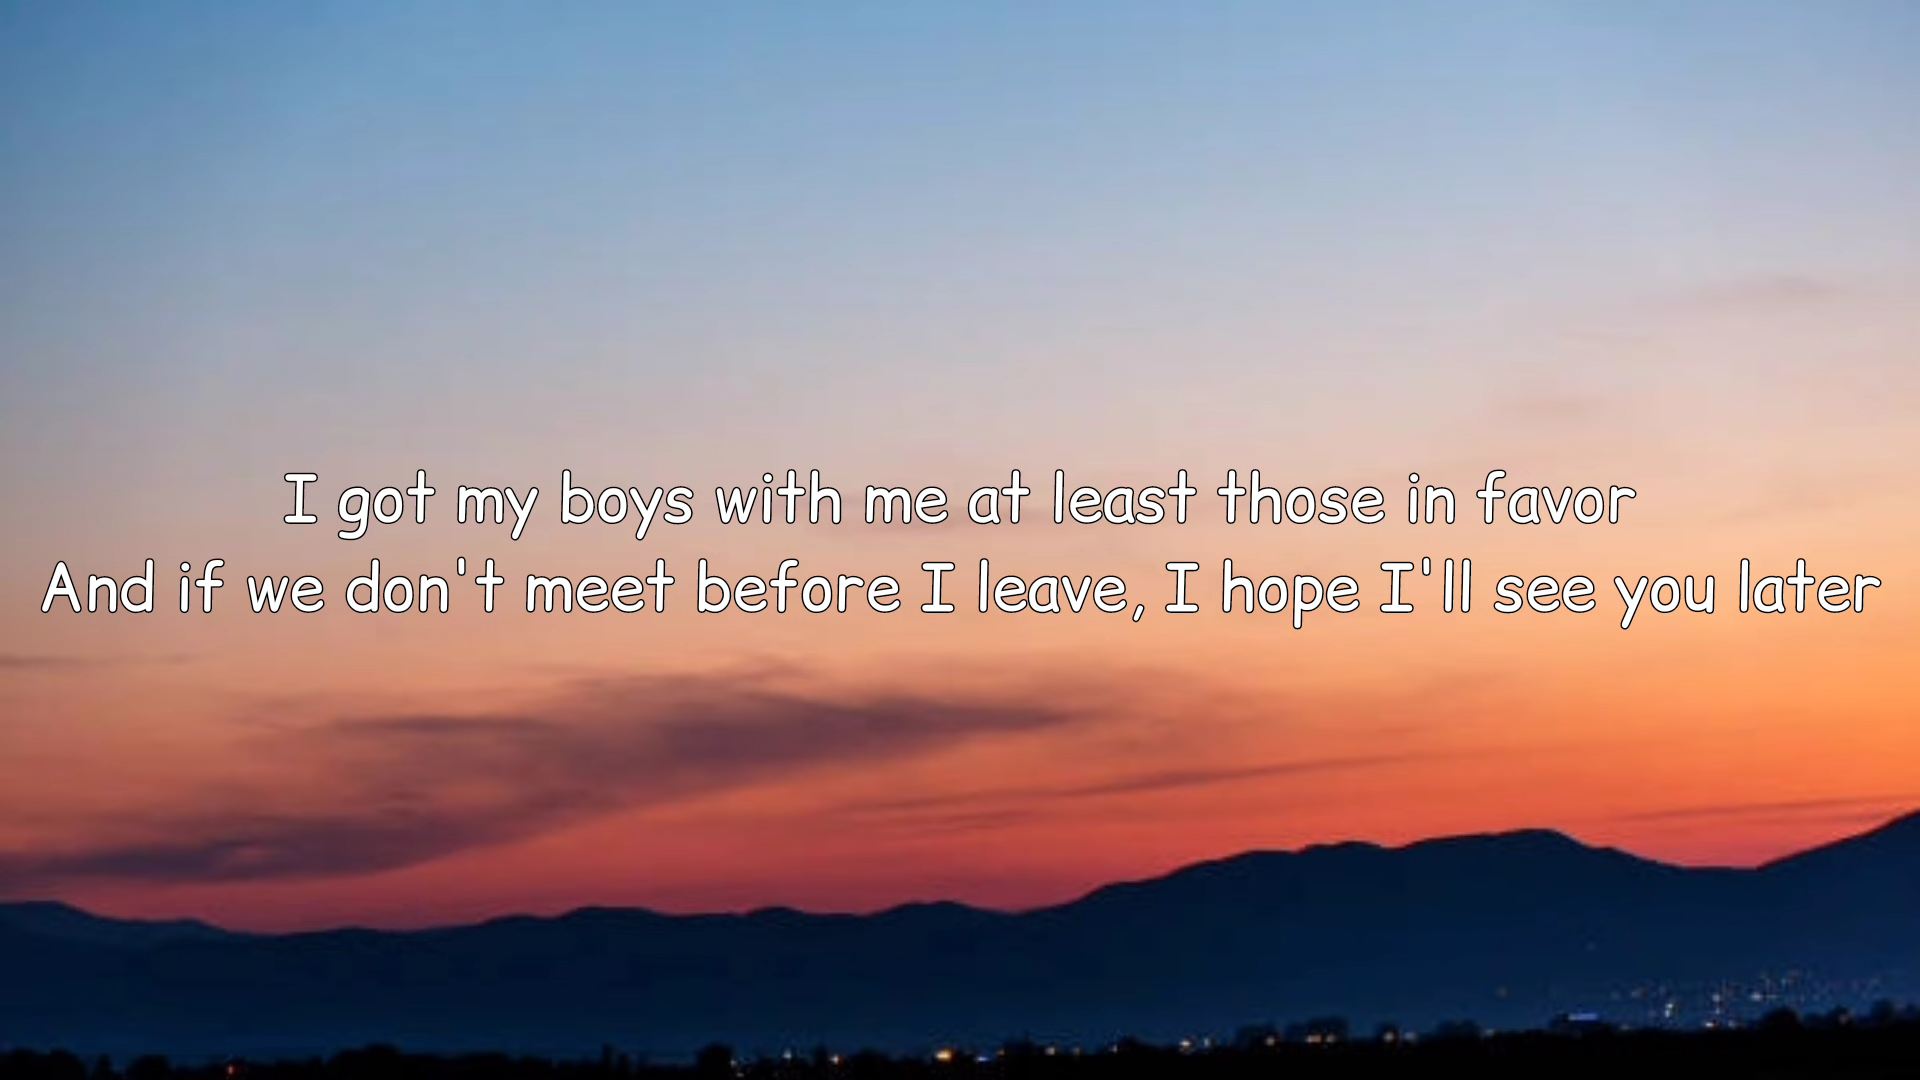 I got my boys with me at least those in favor
And if we don't meet before I leave, I hope I'll see you later